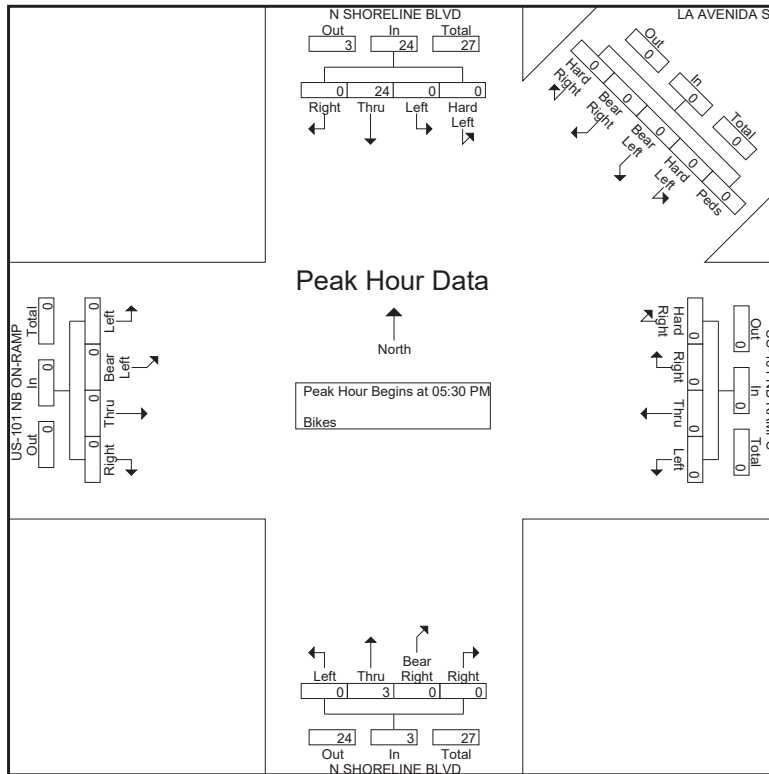 N SHORELINE BLVD
Out In Total
3 24 27
0 24 0 0
Right Thru Left Hard Left
LA AVENIDA S
Out In Total
0 0 0
0 0 0 0 0
Hard Right Bear Right Bear Left Hard Left Peds
Peak Hour Data
North
Peak Hour Begins at 05:30 PM
Bikes
US-101 NB ON-RAMP
Total In Out
0 0 0
0 0 0 0
Left Bear Left Thru Right
Hard Right Right Thru Left
0 0 0 0
Out In Total
0 0 0
Left Thru Bear Right Right
0 3 0 0
24 3 27
Out In Total
N SHORELINE BLVD